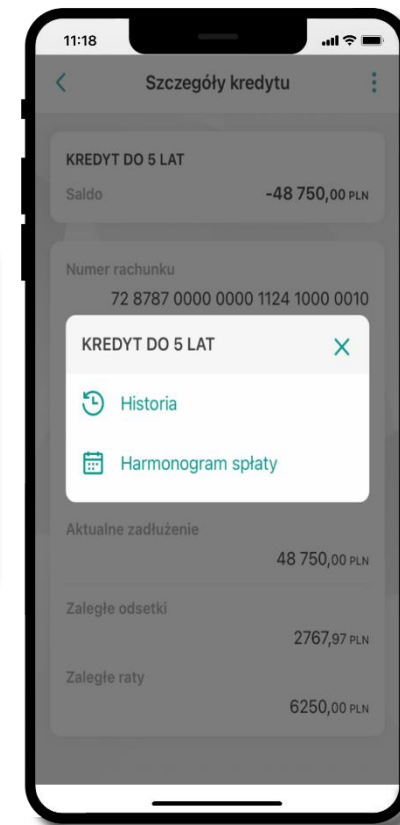 11:18
Szczegóły kredytu
KREDYT DO 5 LAT
Saldo -48 750,00 PLN
Numer rachunku
72 8787 0000 0000 1124 1000 0010
KREDYT DO 5 LAT
Historia
Harmonogram spłaty
Aktualne zadłużenie
48 750,00 PLN
Zaległe odsetki
2767,97 PLN
Zaległe raty
6250,00 PLN